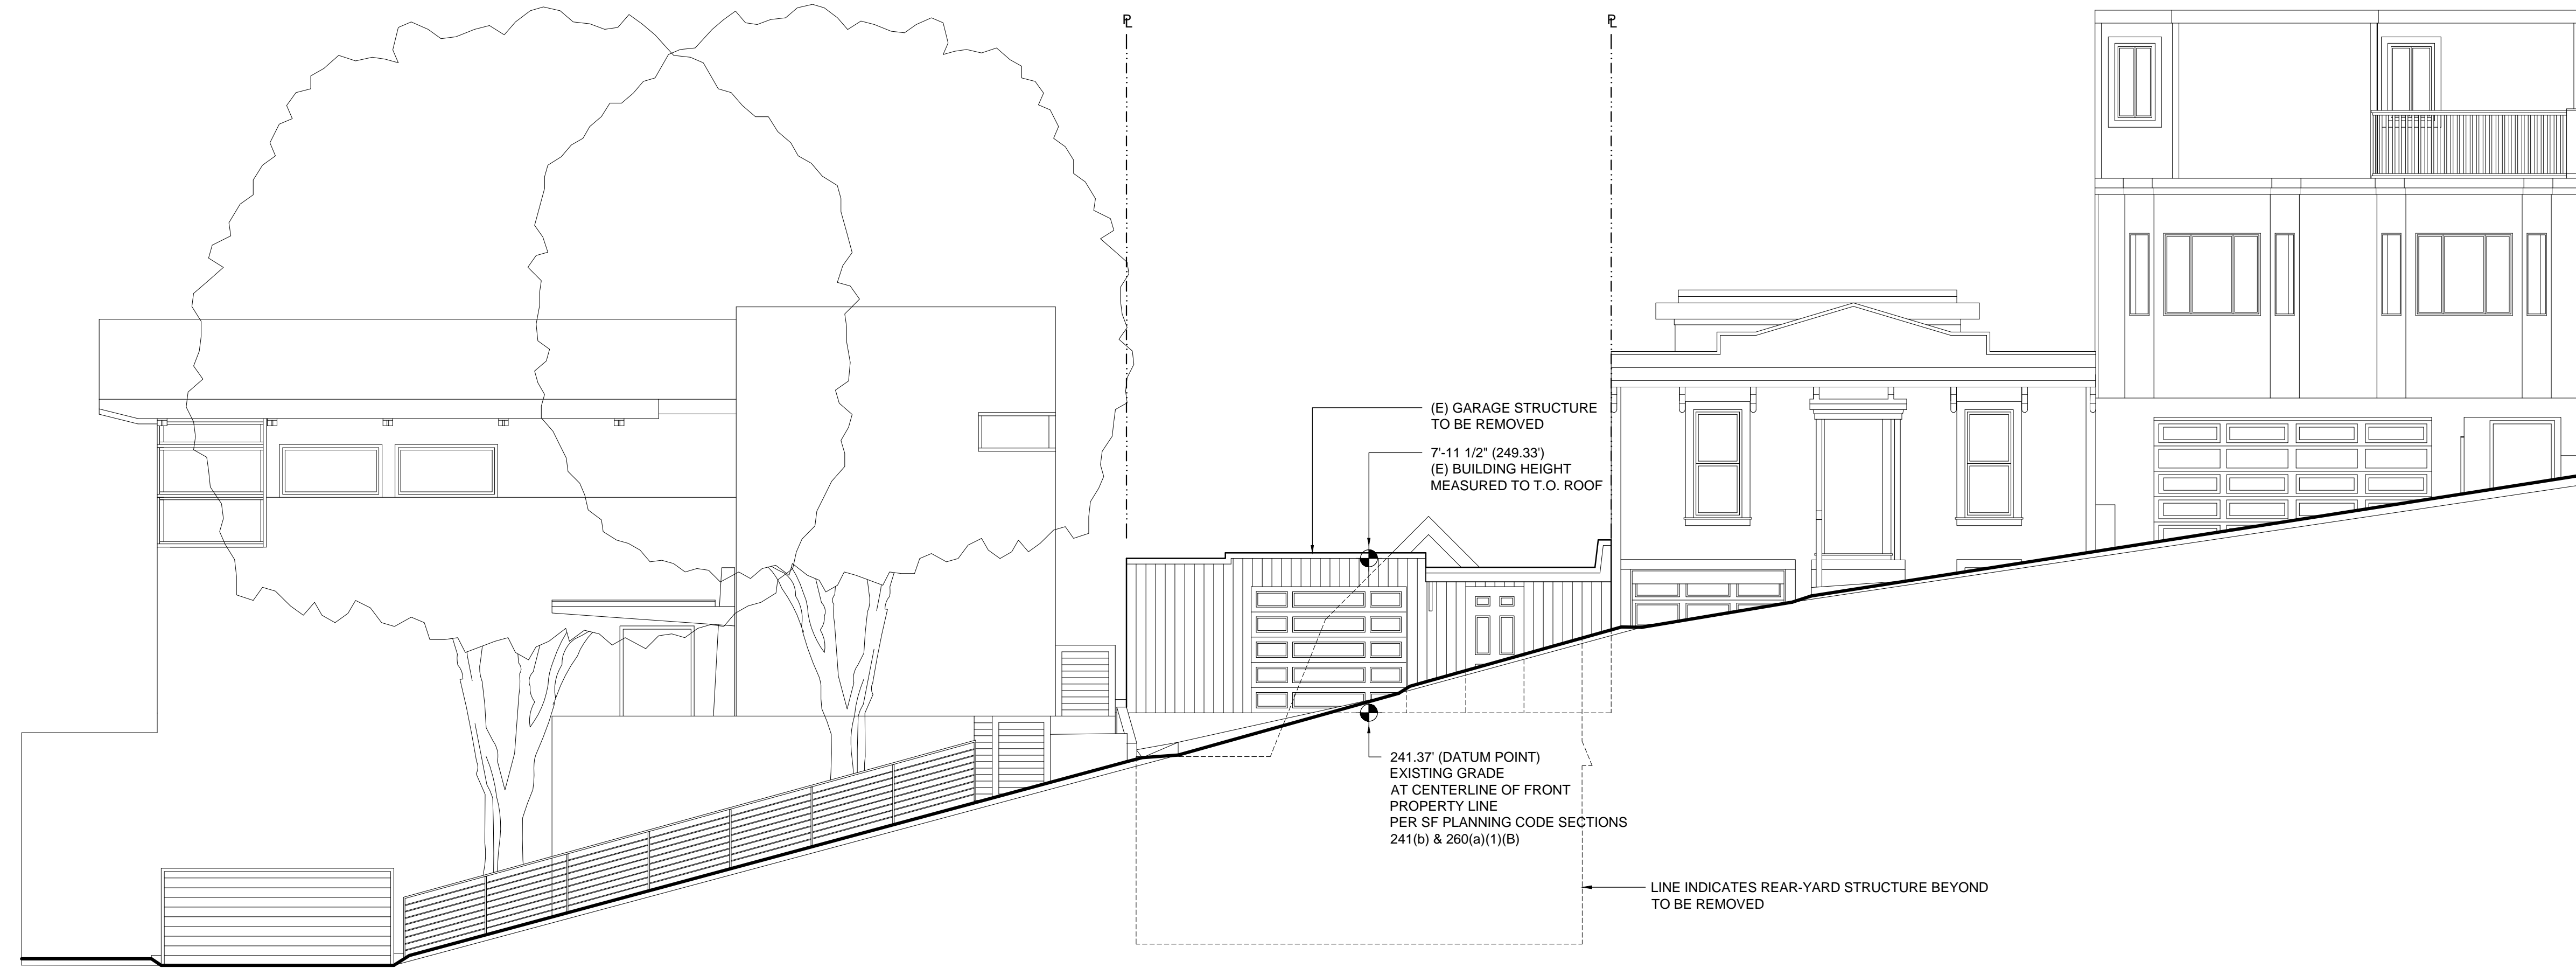 ℄ ℄
(E) GARAGE STRUCTURE
TO BE REMOVED
7'-11 1/2" (249.33')
(E) BUILDING HEIGHT
MEASURED TO T.O. ROOF
241.37' (DATUM POINT)
EXISTING GRADE
AT CENTERLINE OF FRONT
PROPERTY LINE
PER SF PLANNING CODE SECTIONS
241(b) & 260(a)(1)(B)
LINE INDICATES REAR-YARD STRUCTURE BEYOND
TO BE REMOVED